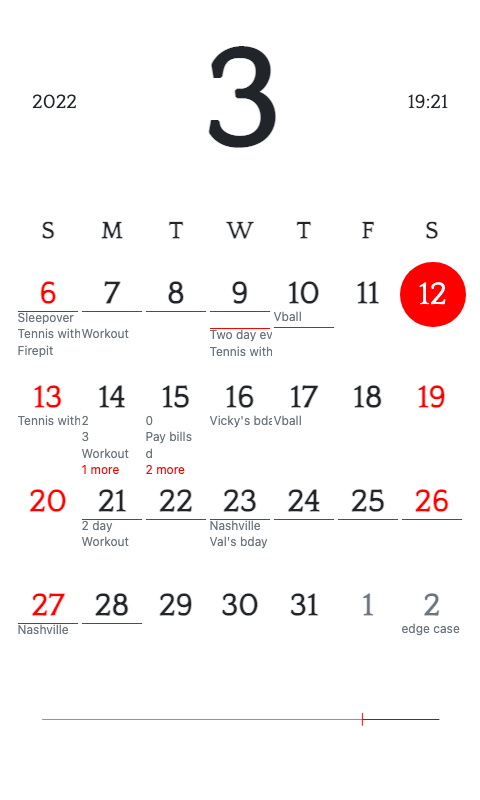 3
2022
19:21
S M T W T F S
6 7 8 9 10 11 12
Sleepover Vball
Tennis with Workout Two day ev
Firepit Tennis with
13 14 15 16 17 18 19
Tennis with 2 0 Vicky's bda Vball
3 Pay bills
Workout d
1 more 2 more
20 21 22 23 24 25 26
2 day Nashville
Workout Val's bday
27 28 29 30 31 1 2
Nashville edge case